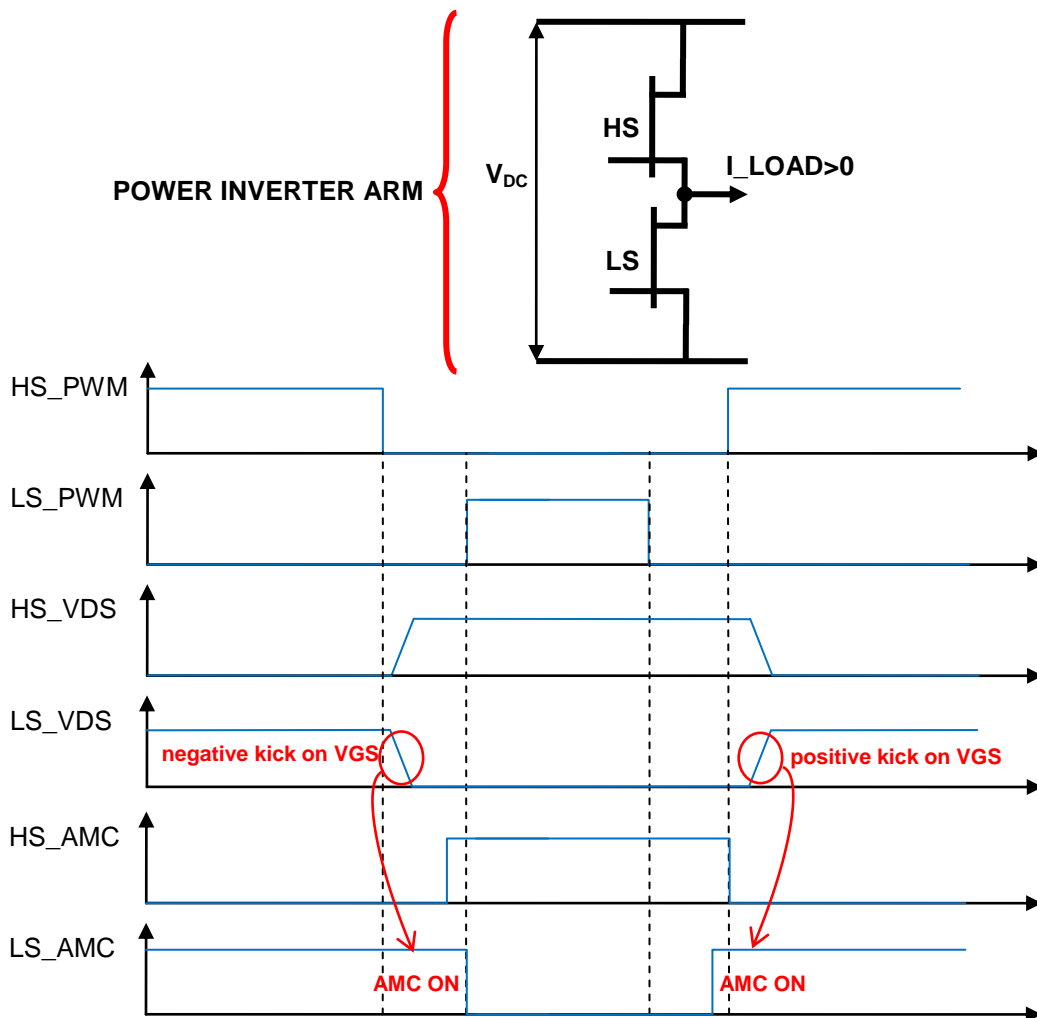 HS
V_DC
I_LOAD>0
POWER INVERTER ARM
LS
HS_PWM
LS_PWM
HS_VDS
LS_VDS
negative kick on VGS
positive kick on VGS
HS_AMC
LS_AMC
AMC ON
AMC ON